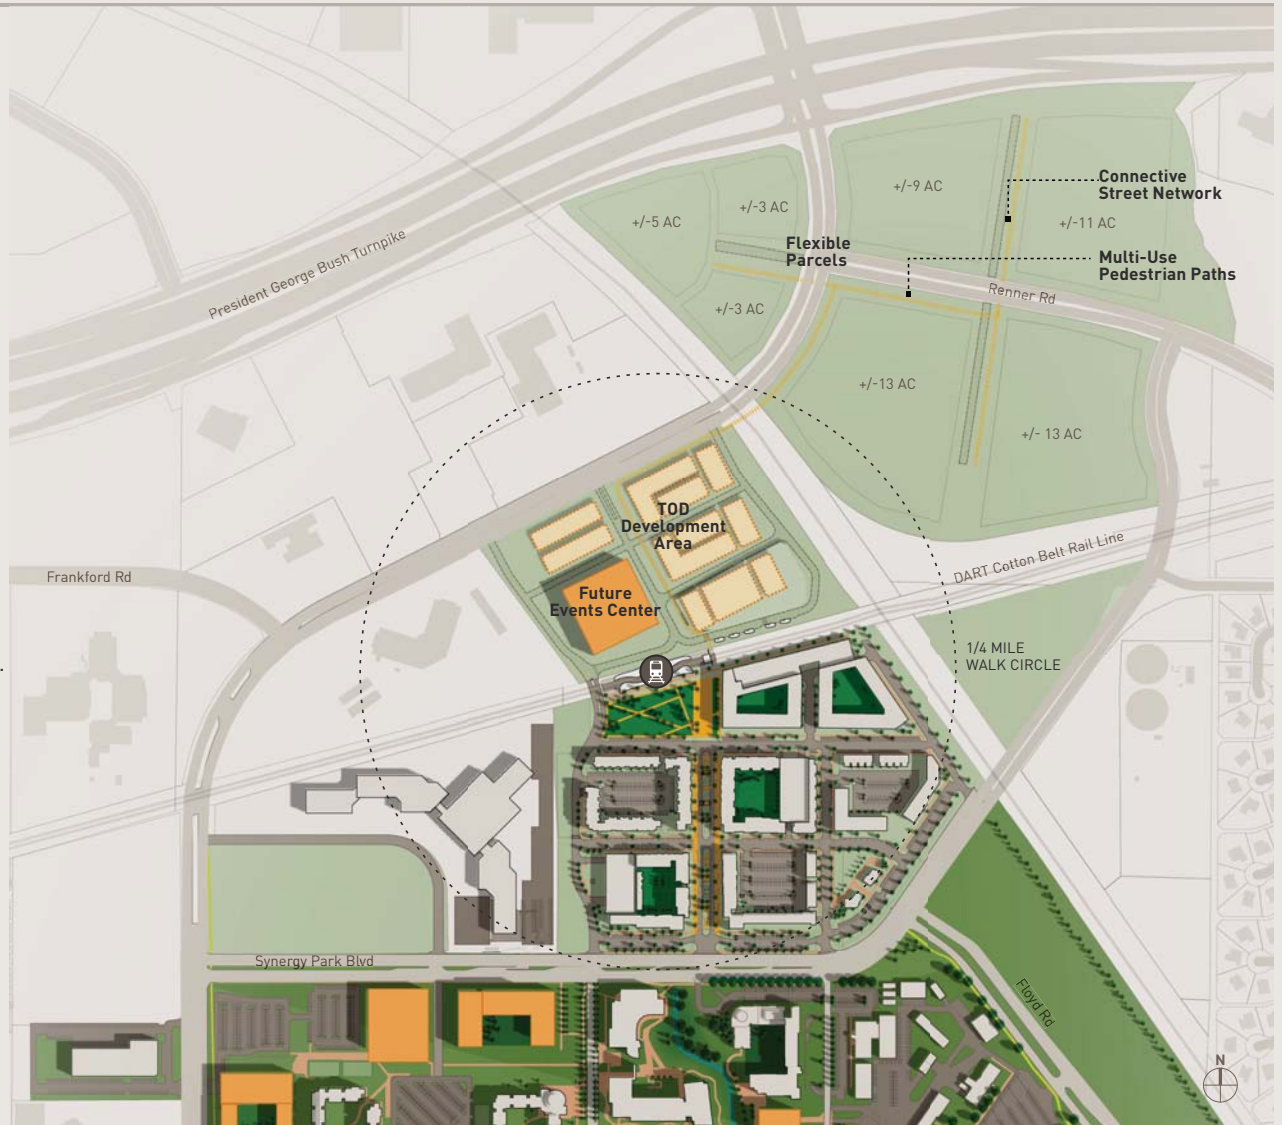 Connective
Street Network
+/-9 AC
+/-3 AC
+/-5 AC
+/-11 AC
Flexible
Parcels
Multi-Use
Pedestrian Paths
President George Bush Turnpike
Renner Rd
+/-3 AC
+/-13 AC
+/- 13 AC
TOD
Development
Area
DART Cotton Belt Rail Line
Frankford Rd
Future
Events Center
1/4 MILE
WALK CIRCLE
Synergy Park Blvd
Floyd Rd
N